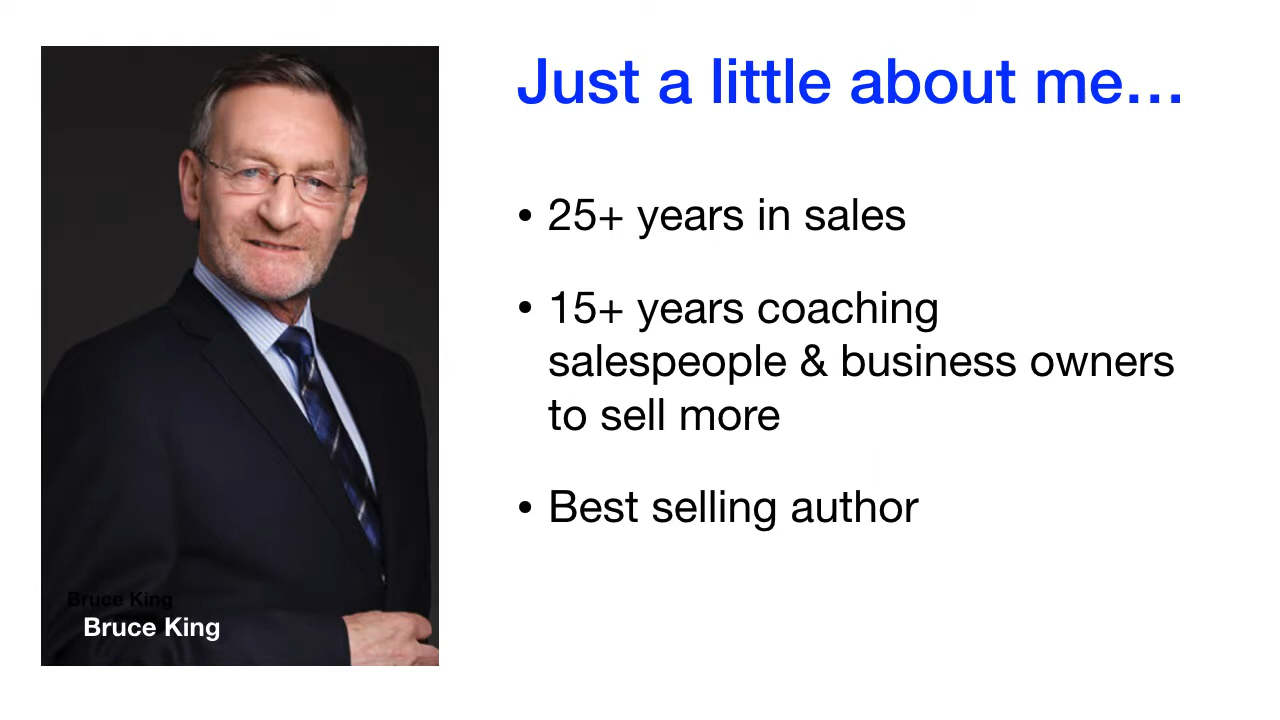 Just a little about me…
• 25+ years in sales
• 15+ years coaching
salespeople & business owners
to sell more
• Best selling author
Bruce King
Bruce King